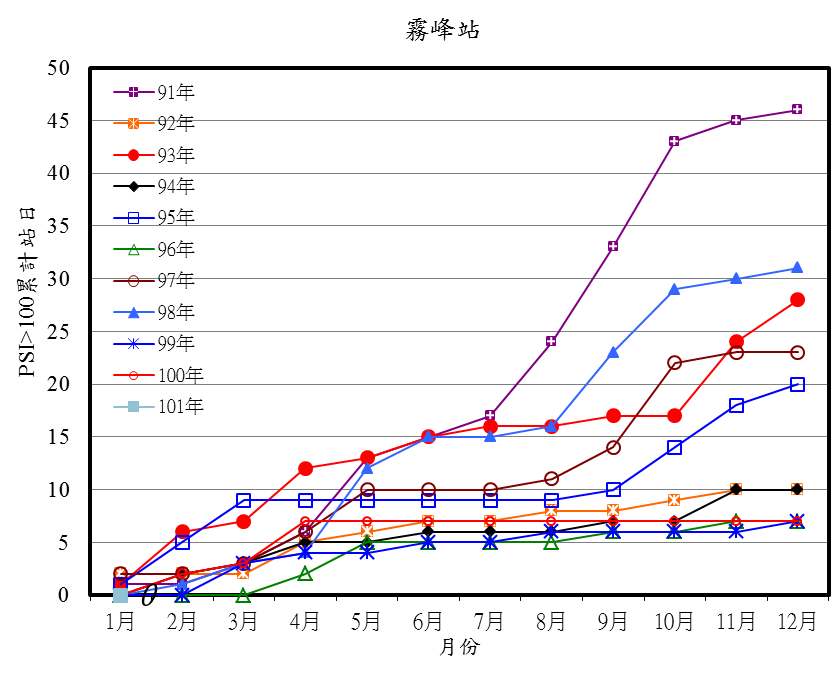 霧峰站
PSI>100累計站日
50
45
40
35
30
25
20
15
10
5
0
91年
92年
93年
94年
95年
96年
97年
98年
99年
100年
101年
0
1月 2月 3月 4月 5月 6月 7月 8月 9月 10月 11月 12月
月份